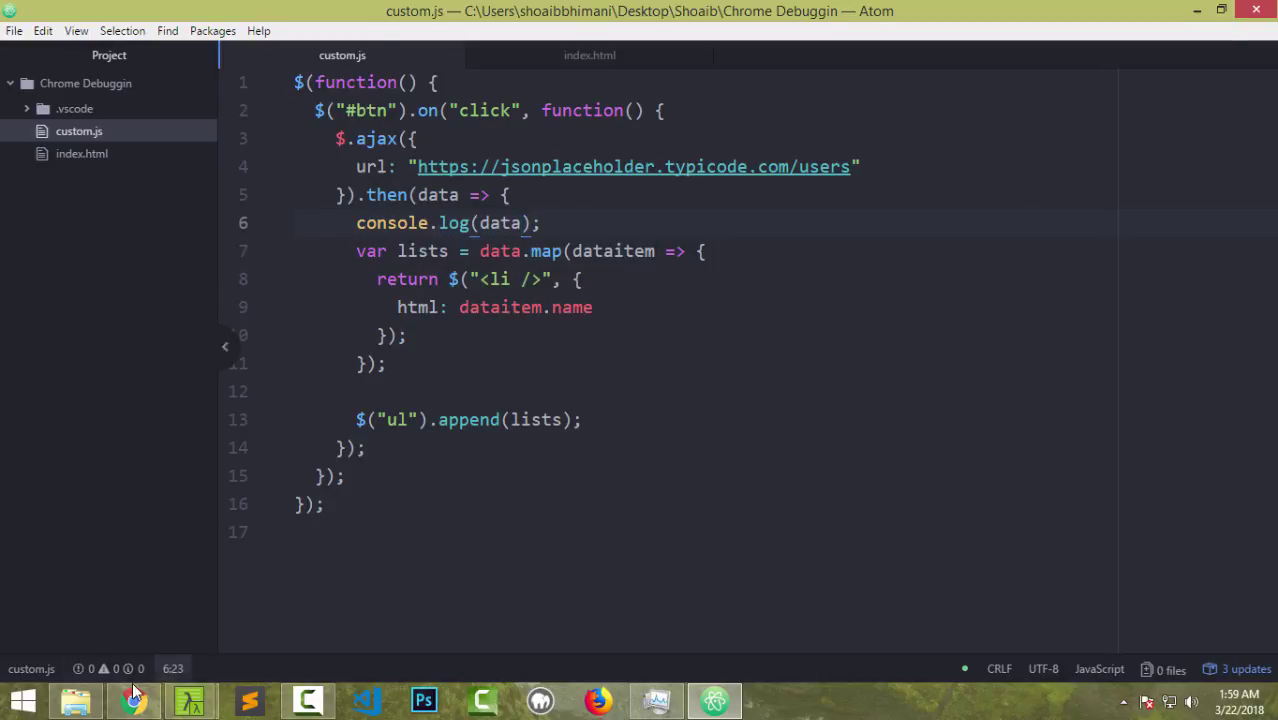 custom.js — C:\Users\shoaibbhimani\Desktop\Shoaib\Chrome Debuggin — Atom
File Edit View Selection Find Packages Help
Project
custom.js
index.html
Chrome Debuggin
.vscode
custom.js
index.html
1 $(function() {
2 $("#btn").on("click", function() {
3 $.ajax({
4 url: "https://jsonplaceholder.typicode.com/users"
5 }).then(data => {
6 console.log(data);
7 var lists = data.map(dataitem => {
8 return $("<li />", {
9 html: dataitem.name
10 });
11 });
12
13 $("ul").append(lists);
14 });
15 });
16 });
17
custom.js 0 0 0 6:23 CRLF UTF-8 JavaScript 0 files 3 updates
Ps
1:59 AM
3/22/2018